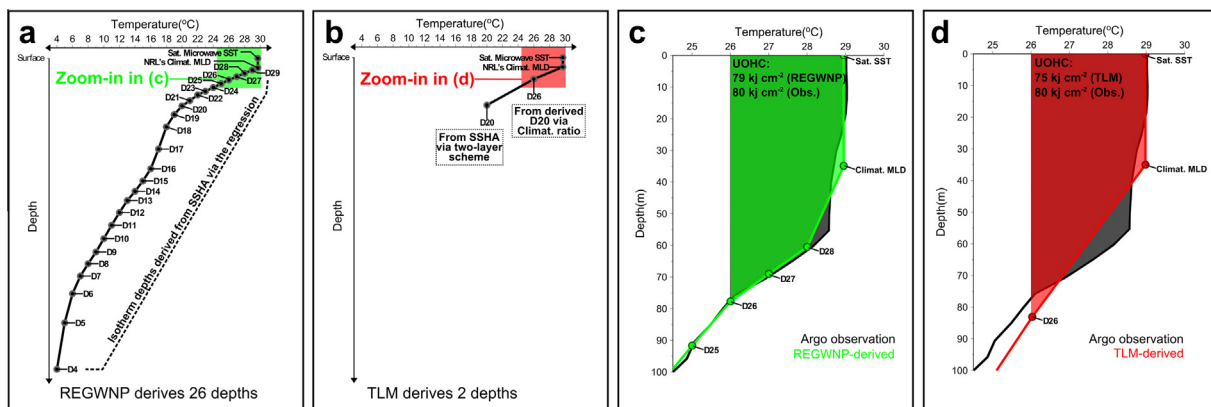 a
Temperature(ºC)
4 6 8 10 12 14 16 18 20 22 24 26 28 30
Surface
Sat. Microwave SST
NRL's Climat. MLD
Zoom-in in (c)
D29
D28
D27
D26
D25
D24
D23
D22
D21
D20
D19
D18
D17
D16
D15
D14
D13
D12
D11
D10
D9
D8
D7
D6
D5
D4
Isotherm depths derived from SSHA via the regression
Depth
REGWNP derives 26 depths
b
Temperature(ºC)
4 6 8 10 12 14 16 18 20 22 24 26 28 30
Surface
Sat. Microwave SST
NRL's Climat. MLD
Zoom-in in (d)
D26
D20
From SSHA
via two-layer
scheme
From derived
D20 via
Climat. ratio
Depth
TLM derives 2 depths
c
Temperature(ºC)
25 26 27 28 29 30
0
10
20
30
40
50
60
70
80
90
100
Depth(m)
UOHC:
79 kj cm-2 (REGWNP)
80 kj cm-2 (Obs.)
Sat. SST
Climat. MLD
D28
D27
D26
D25
Argo observation
REGWNP-derived
d
Temperature(ºC)
25 26 27 28 29 30
0
10
20
30
40
50
60
70
80
90
100
Depth(m)
UOHC:
75 kj cm-2 (TLM)
80 kj cm-2 (Obs.)
Sat. SST
Climat. MLD
D26
Argo observation
TLM-derived